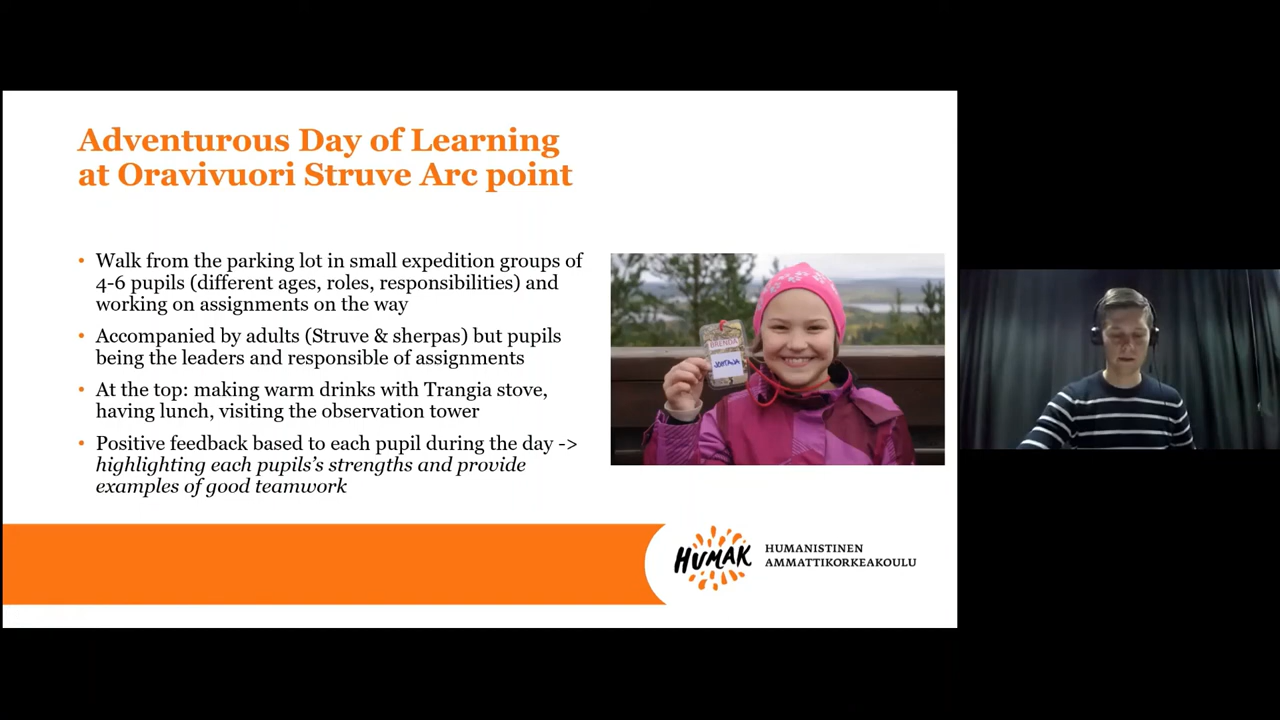 Adventurous Day of Learning
at Oravivuori Struve Arc point
• Walk from the parking lot in small expedition groups of
4-6 pupils (different ages, roles, responsibilities) and
working on assignments on the way
• Accompanied by adults (Struve & sherpas) but pupils
being the leaders and responsible of assignments
• At the top: making warm drinks with Trangia stove,
having lunch, visiting the observation tower
• Positive feedback based to each pupil during the day ->
highlighting each pupils's strengths and provide
examples of good teamwork
BRENDA
JOHTAJA
HUMAK
HUMANISTINEN
AMMATTIKORKEAKOULU